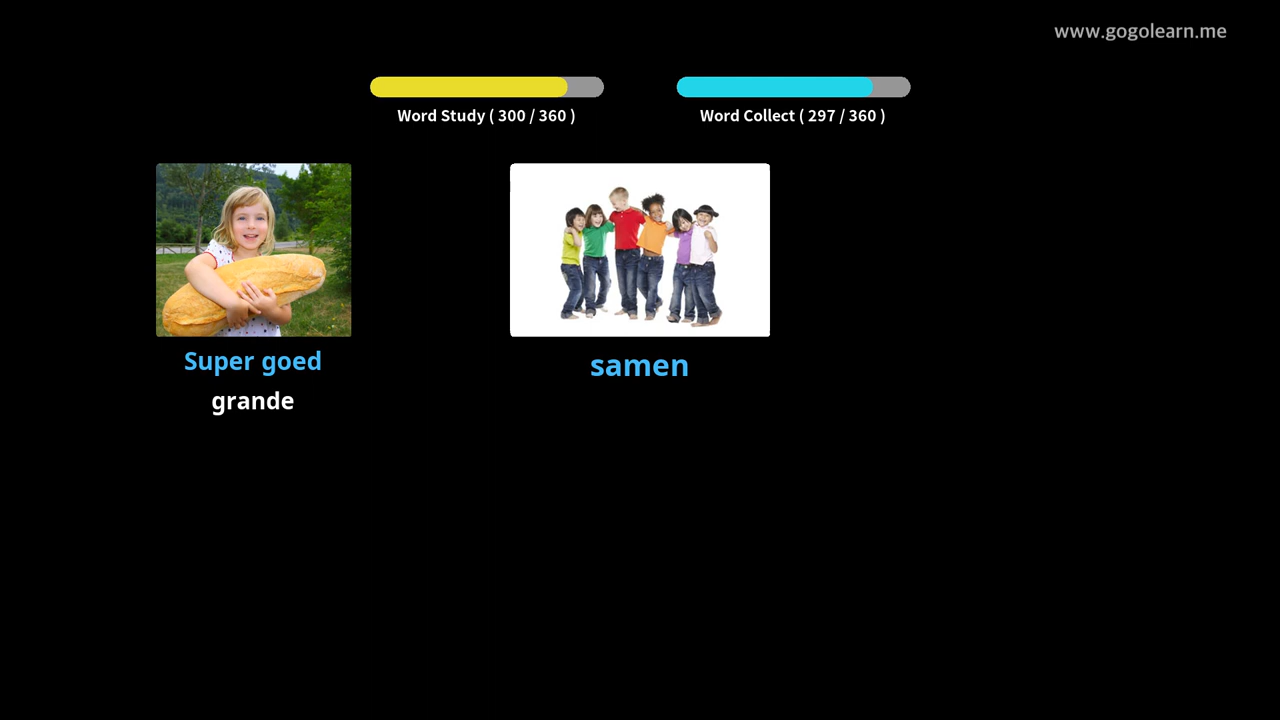 www.gogolearn.me
Word Study ( 300 / 360 )
Word Collect ( 297 / 360 )
Super goed
grande
samen